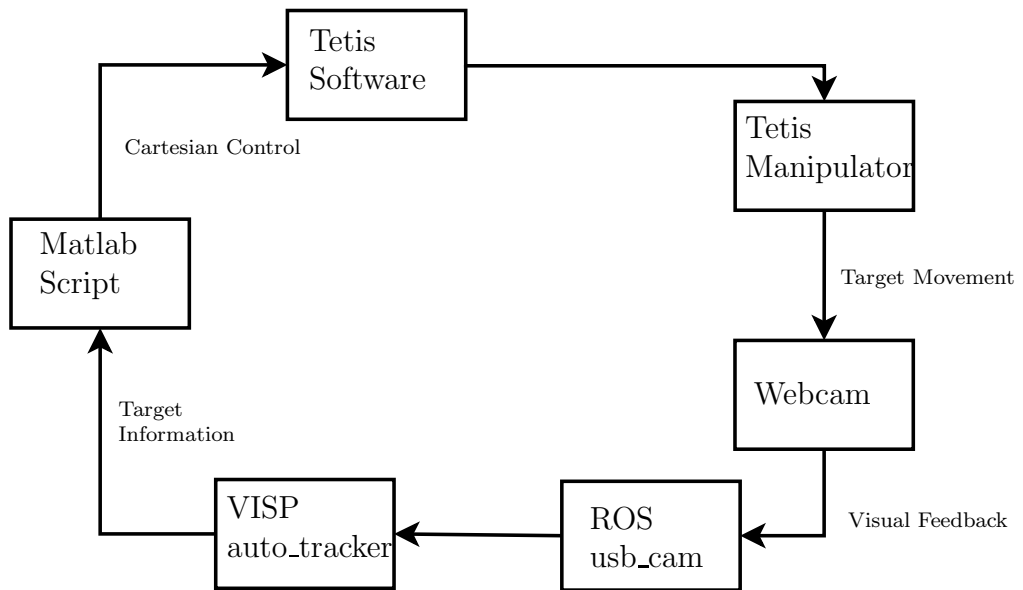 Tetis
Software
Cartesian Control
Tetis
Manipulator
Matlab
Script
Target Movement
Webcam
Target
Information
VISP
auto_tracker
ROS
usb_cam
Visual Feedback